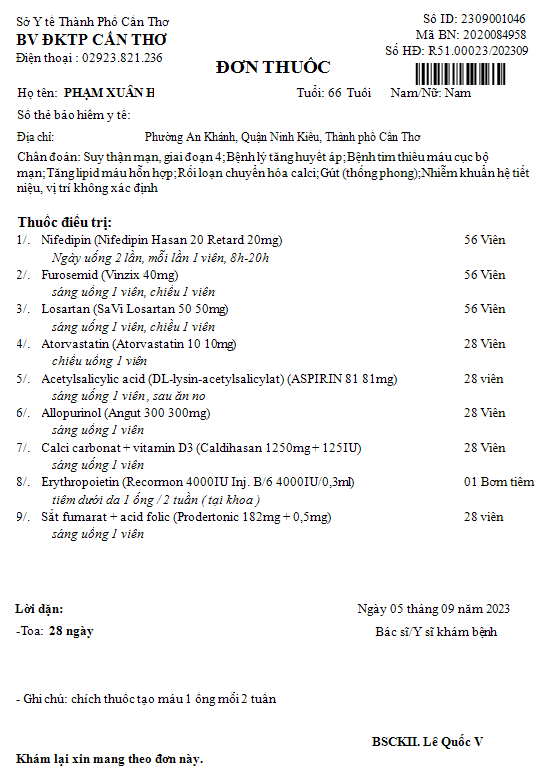 Sở Y tế Thành Phố Cần Thơ
BV ĐKTP CẦN THƠ
Điện thoại : 02923.821.236
Số ID: 2309001046
Mã BN: 2020084958
Số HĐ: R51.00023/202309
ĐƠN THUỐC
Họ tên: PHẠM XUÂN H Tuổi: 66 Tuổi Nam/Nữ: Nam
Số thẻ bảo hiểm y tế:
Địa chỉ: Phường An Khánh, Quận Ninh Kiều, Thành phố Cần Thơ
Chẩn đoán: Suy thận mạn, giai đoạn 4;Bệnh lý tăng huyết áp;Bệnh tim thiếu máu cục bộ
mạn;Tăng lipid máu hỗn hợp;Rối loạn chuyển hóa calci;Gút (thống phong);Nhiễm khuẩn hệ tiết
niệu, vị trí không xác định
Thuốc điều trị:
1/. Nifedipin (Nifedipin Hasan 20 Retard 20mg) 56 Viên
Ngày uống 2 lần, mỗi lần 1 viên, 8h-20h
2/. Furosemid (Vinzix 40mg) 56 Viên
sáng uống 1 viên, chiều 1 viên
3/. Losartan (SaVi Losartan 50 50mg) 56 Viên
sáng uống 1 viên, chiều 1 viên
4/. Atorvastatin (Atorvastatin 10 10mg) 28 Viên
chiều uống 1 viên
5/. Acetylsalicylic acid (DL-lysin-acetylsalicylat) (ASPIRIN 81 81mg) 28 viên
sáng uống 1 viên , sau ăn no
6/. Allopurinol (Angut 300 300mg) 28 Viên
sáng uống 1 viên
7/. Calci carbonat + vitamin D3 (Caldihasan 1250mg + 125IU) 28 Viên
sáng uống 1 viên
8/. Erythropoietin (Recormon 4000IU Inj. B/6 4000IU/0,3ml) 01 Bơm tiêm
tiêm dưới da 1 ống / 2 tuần ( tại khoa )
9/. Sắt fumarat + acid folic (Prodertonic 182mg + 0,5mg) 28 viên
sáng uống 1 viên
Lời dặn:
-Toa: 28 ngày
Ngày 05 tháng 09 năm 2023
Bác sĩ/Y sĩ khám bệnh
- Ghi chú: chích thuốc tạo máu 1 ống mỗi 2 tuần
BSCKII. Lê Quốc V
Khám lại xin mang theo đơn này.